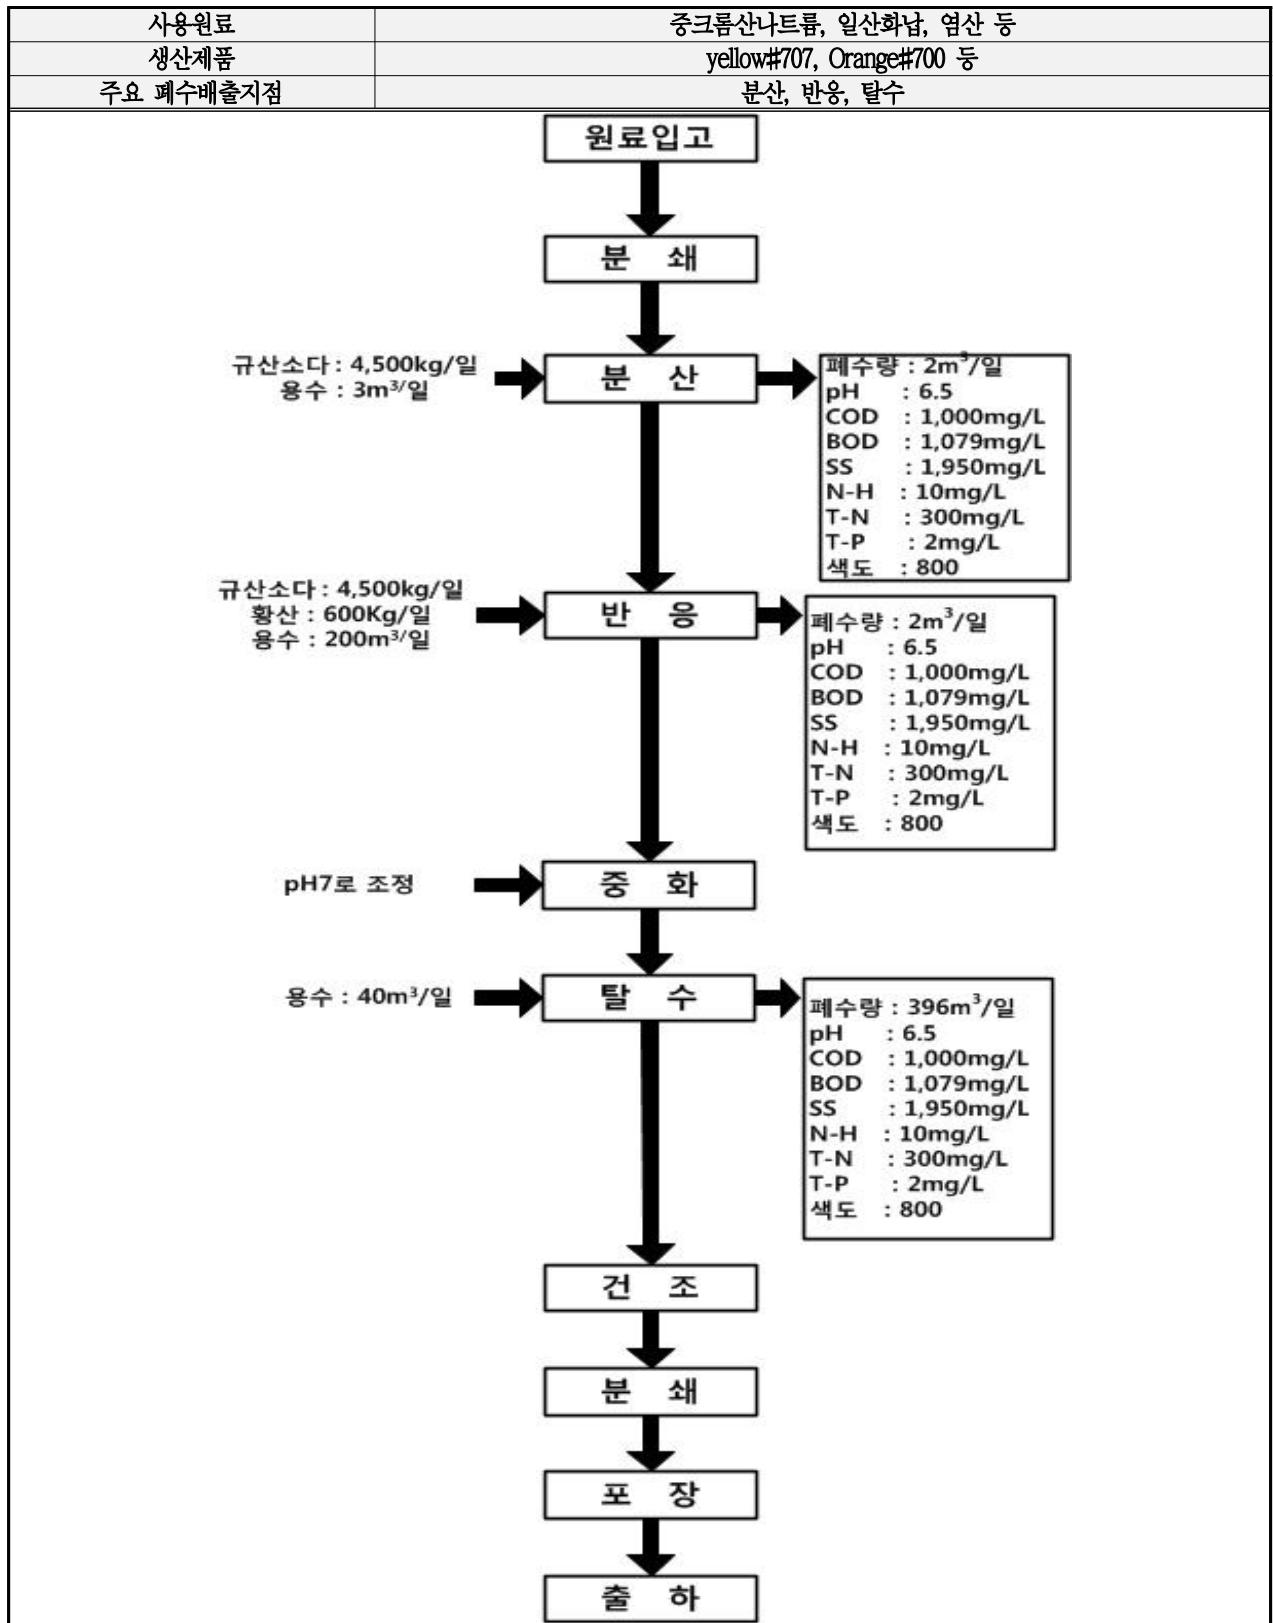 사용원료 중크롬산나트륨, 일산화납, 염산 등
생산제품 yellow#707, Orange#700 등
주요 폐수배출지점 분산, 반응, 탈수
원료입고
분 쇄
규산소다 : 4,500kg/일
용수 : 3m³/일
분 산
폐수량 : 2m³/일
pH : 6.5
COD : 1,000mg/L
BOD : 1,079mg/L
SS : 1,950mg/L
N-H : 10mg/L
T-N : 300mg/L
T-P : 2mg/L
색도 : 800
규산소다 : 4,500kg/일
황산 : 600Kg/일
용수 : 200m³/일
반 응
폐수량 : 2m³/일
pH : 6.5
COD : 1,000mg/L
BOD : 1,079mg/L
SS : 1,950mg/L
N-H : 10mg/L
T-N : 300mg/L
T-P : 2mg/L
색도 : 800
pH7로 조정
중 화
용수 : 40m³/일
탈 수
폐수량 : 396m³/일
pH : 6.5
COD : 1,000mg/L
BOD : 1,079mg/L
SS : 1,950mg/L
N-H : 10mg/L
T-N : 300mg/L
T-P : 2mg/L
색도 : 800
건 조
분 쇄
포 장
출 하